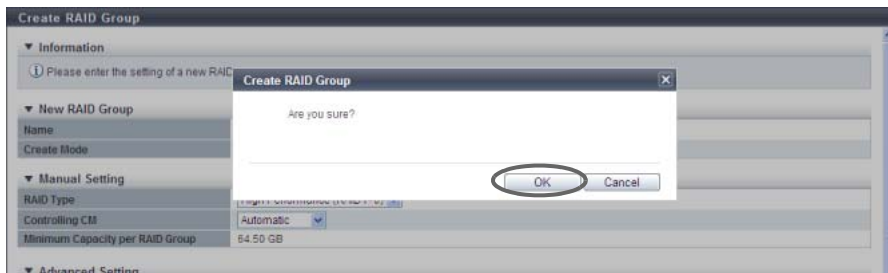 Create RAID Group
▼ Information
Please enter the setting of a new RAID
Create RAID Group
Are you sure?
OK Cancel
▼ New RAID Group
Name
Create Mode
▼ Manual Setting
RAID Type
Controlling CM Automatic
Minimum Capacity per RAID Group 64.50 GB
▼ Advanced Setting